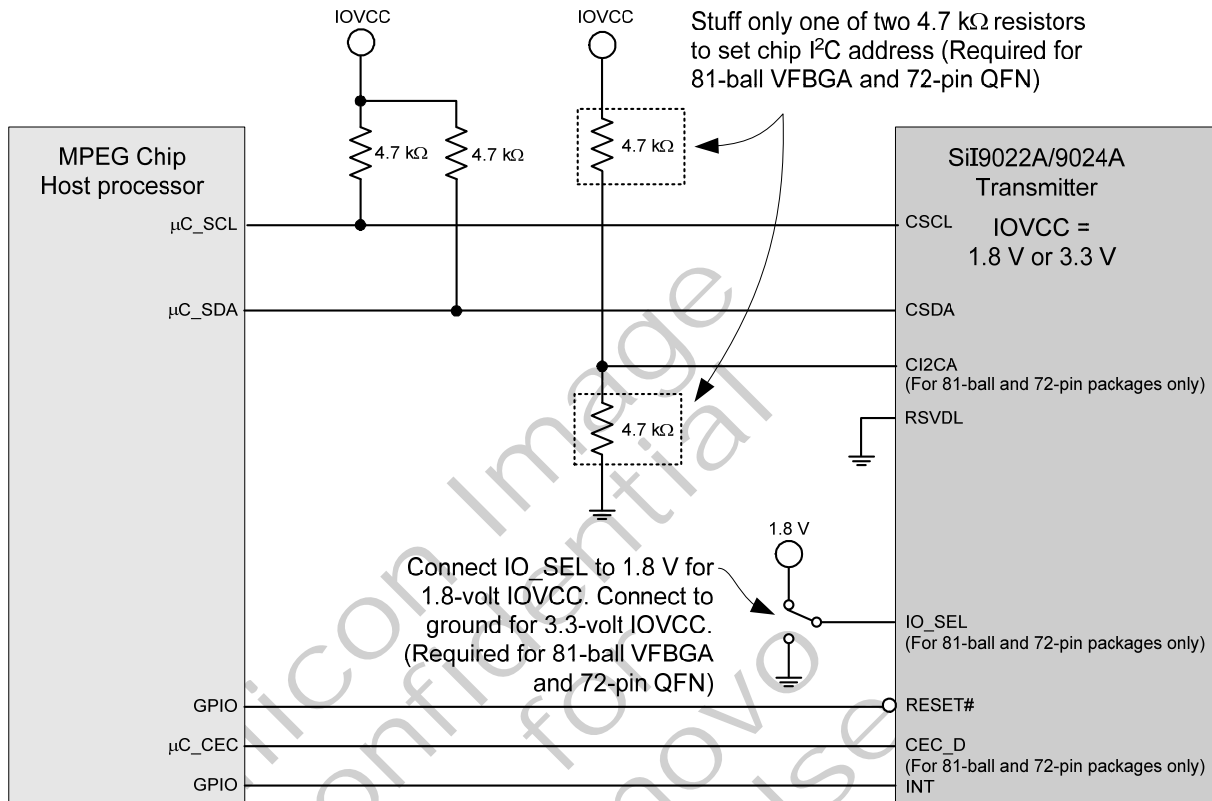 IOVCC
IOVCC
Stuff only one of two 4.7 kΩ resistors
to set chip I²C address (Required for
81-ball VFBGA and 72-pin QFN)
MPEG Chip
Host processor
4.7 kΩ
4.7 kΩ
4.7 kΩ
SiI9022A/9024A
Transmitter
IOVCC =
1.8 V or 3.3 V
µC_SCL
CSCL
µC_SDA
CSDA
CI2CA
(For 81-ball and 72-pin packages only)
4.7 kΩ
RSVDL
1.8 V
Connect IO_SEL to 1.8 V for
1.8-volt IOVCC. Connect to
ground for 3.3-volt IOVCC.
(Required for 81-ball VFBGA
and 72-pin QFN)
IO_SEL
(For 81-ball and 72-pin packages only)
GPIO
RESET#
µC_CEC
CEC_D
(For 81-ball and 72-pin packages only)
GPIO
INT
Image
Confidential
for